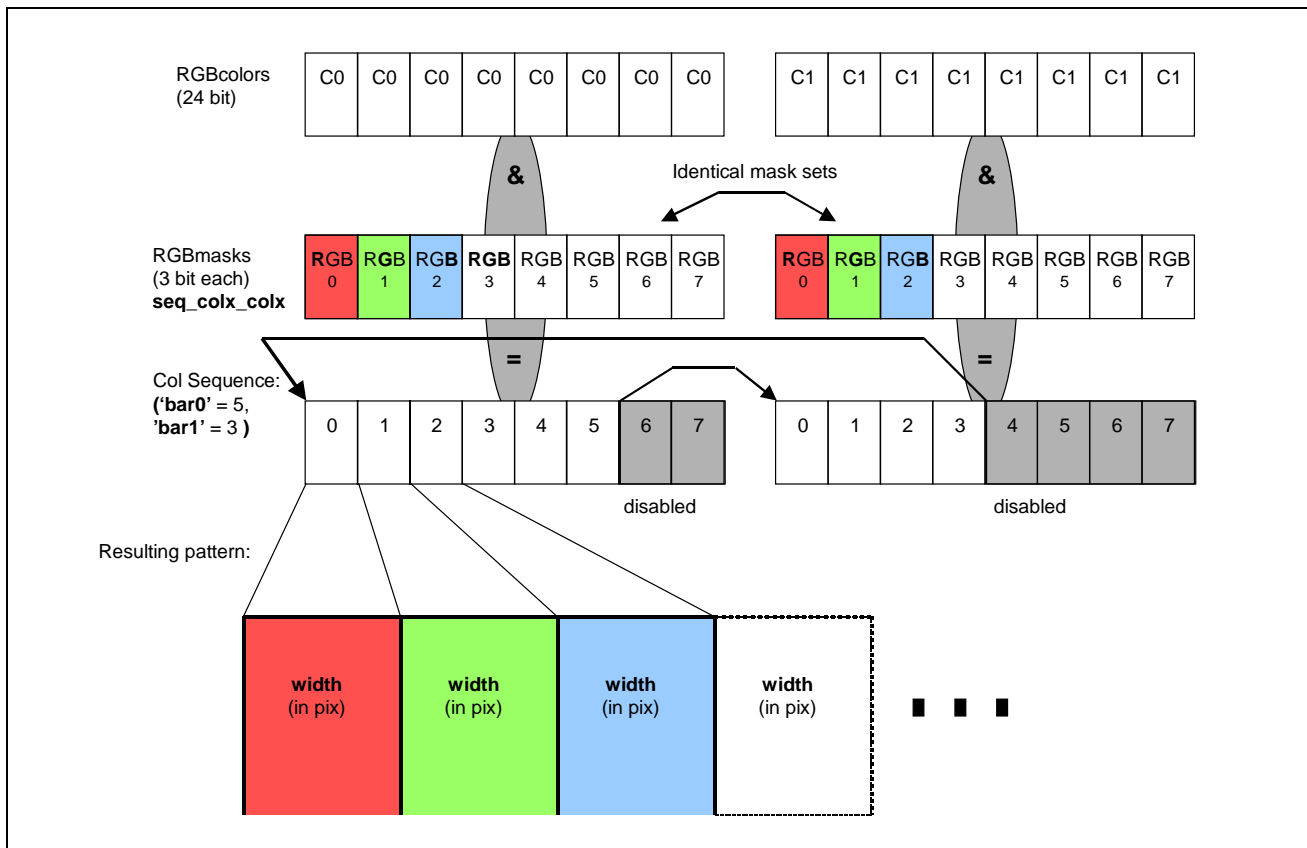 RGBcolors
(24 bit)
C0 C0 C0 C0 C0 C0 C0 C0
C1 C1 C1 C1 C1 C1 C1 C1
&
Identical mask sets
&
RGBmasks
(3 bit each)
seq_colx_colx
RGB RGB RGB RGB RGB RGB RGB RGB
0 1 2 3 4 5 6 7
RGB RGB RGB RGB RGB RGB RGB RGB
0 1 2 3 4 5 6 7
=
=
Col Sequence:
(‘bar0’ = 5,
’bar1’ = 3 )
0 1 2 3 4 5 6 7
0 1 2 3 4 5 6 7
disabled
disabled
Resulting pattern:
width
(in pix)
width
(in pix)
width
(in pix)
width
(in pix)